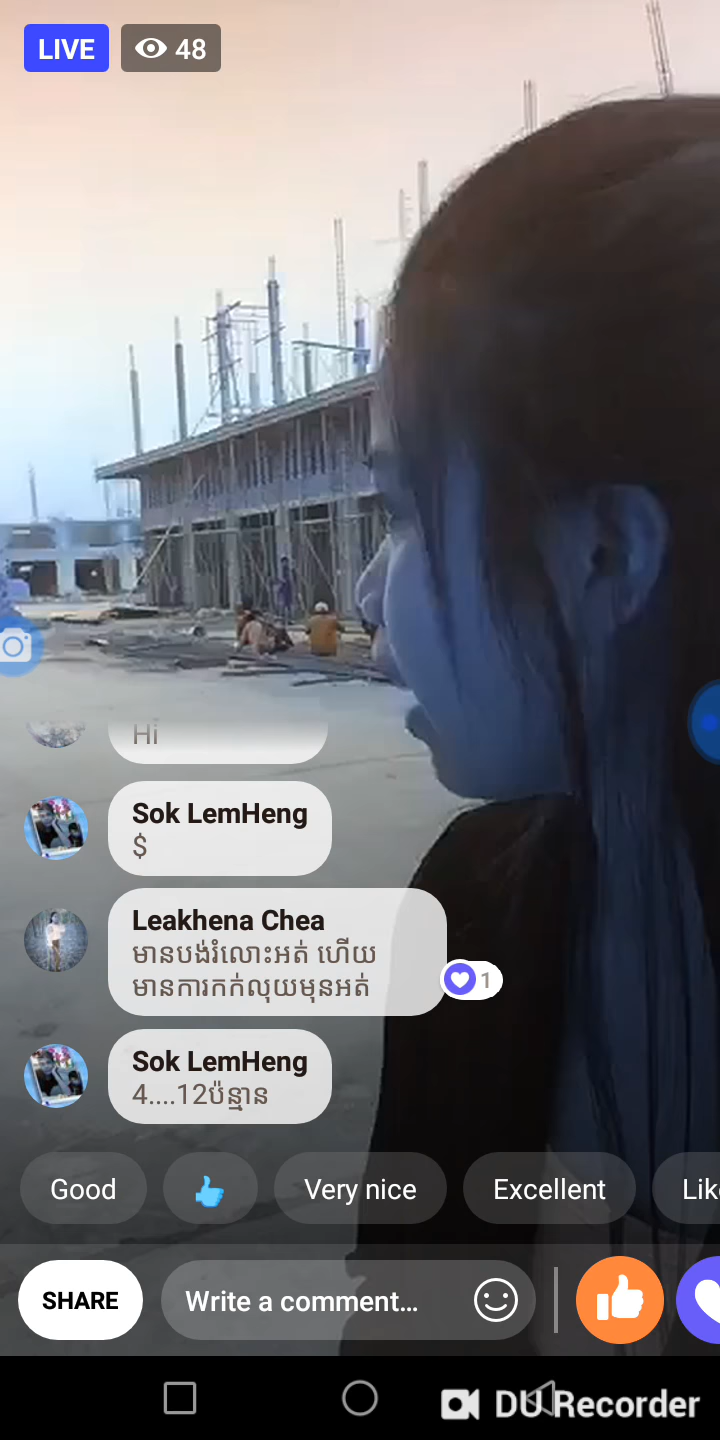 LIVE
48
Hi
Sok LemHeng
$
Leakhena Chea
មានបង់រំលោះអត់ ហើយ
មានការកក់លុយមុនអត់
1
Sok LemHeng
4....12ប៉ន្មាន
Good
Very nice
Excellent
SHARE
Write a comment...
DU Recorder